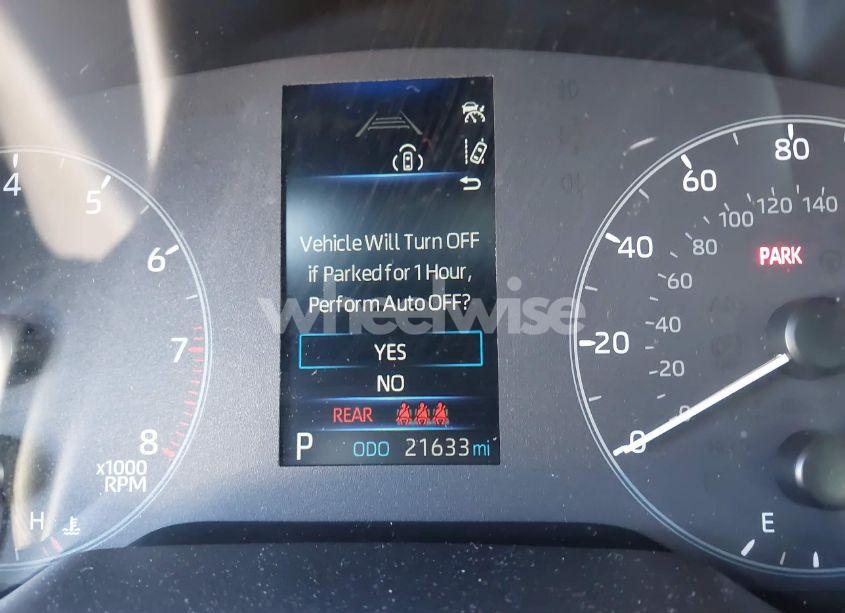 4
5
6
7
8
x1000
RPM
H
Vehicle Will Turn OFF
if Parked for 1 Hour,
Perform Auto OFF?
YES
NO
REAR
P ODO 21633 mi
wheelwise
0
20
40
60
80
0
20
40
60
80
100
120
140
PARK
E